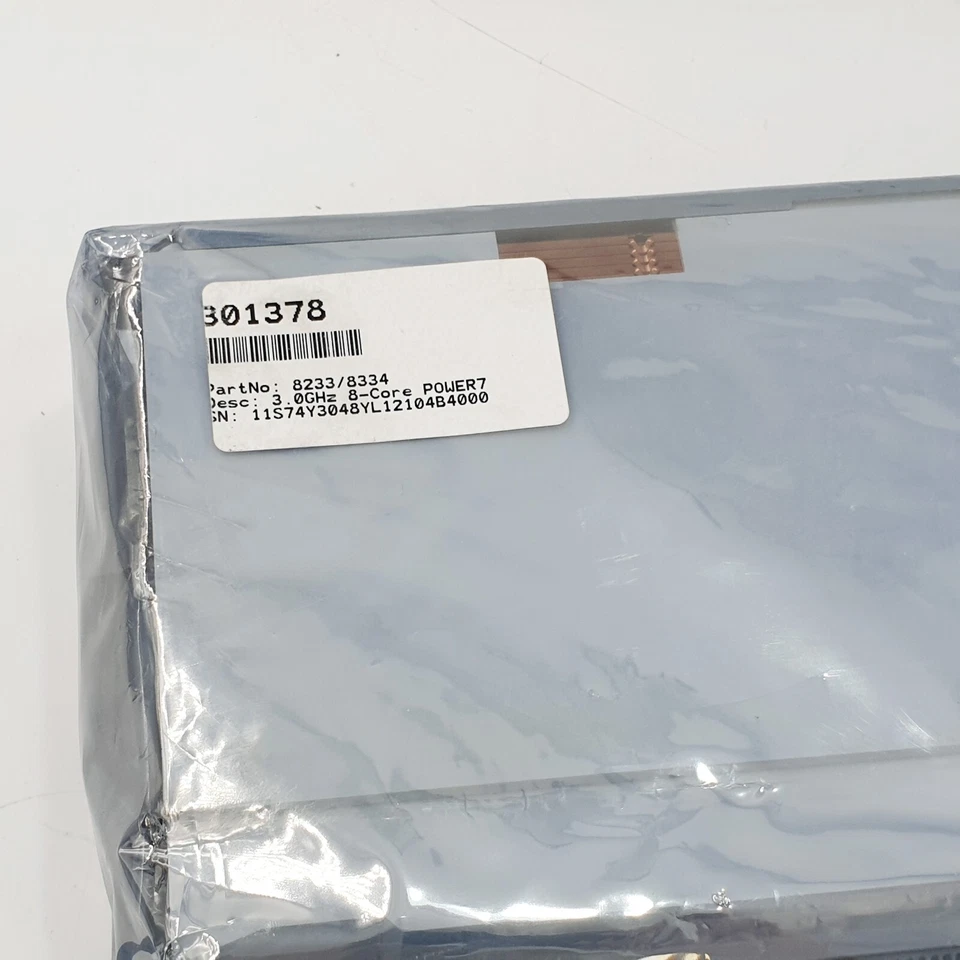 301378
PartNo: 8233/8334
Desc: 3.0GHz 8-Core POWER7
SN: 11S74Y3048YL12104B4000